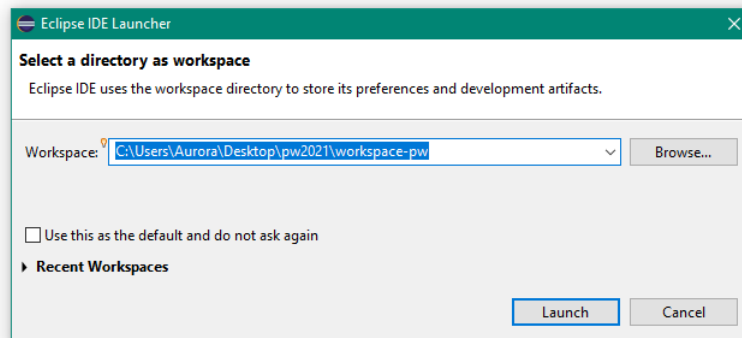 Eclipse IDE Launcher
Select a directory as workspace
Eclipse IDE uses the workspace directory to store its preferences and development artifacts.
Workspace: C:\Users\Aurora\Desktop\pw2021\workspace-pw Browse...
Use this as the default and do not ask again
Recent Workspaces
Launch Cancel